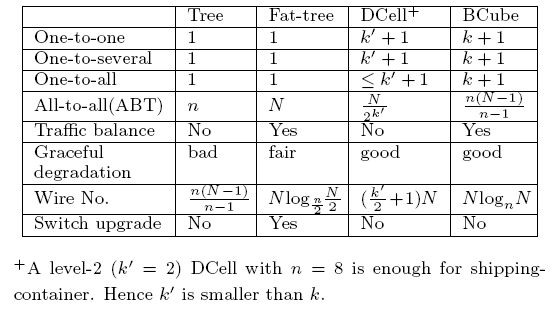 Tree Fat-tree DCell⁺ BCube
One-to-one 1 1 k′ + 1 k + 1
One-to-several 1 1 k′ + 1 k + 1
One-to-all 1 1 ≤ k′ + 1 k + 1
All-to-all(ABT) n N N/2^{k′} n(N−1)/(n−1)
Traffic balance No Yes No Yes
Graceful degradation bad fair good good
Wire No. n(N−1)/(n−1) N log_{n/2} N/2 (k′/2 +1)N N log_n N
Switch upgrade No Yes No No
⁺A level-2 (k′ = 2) DCell with n = 8 is enough for shipping-
container. Hence k′ is smaller than k.